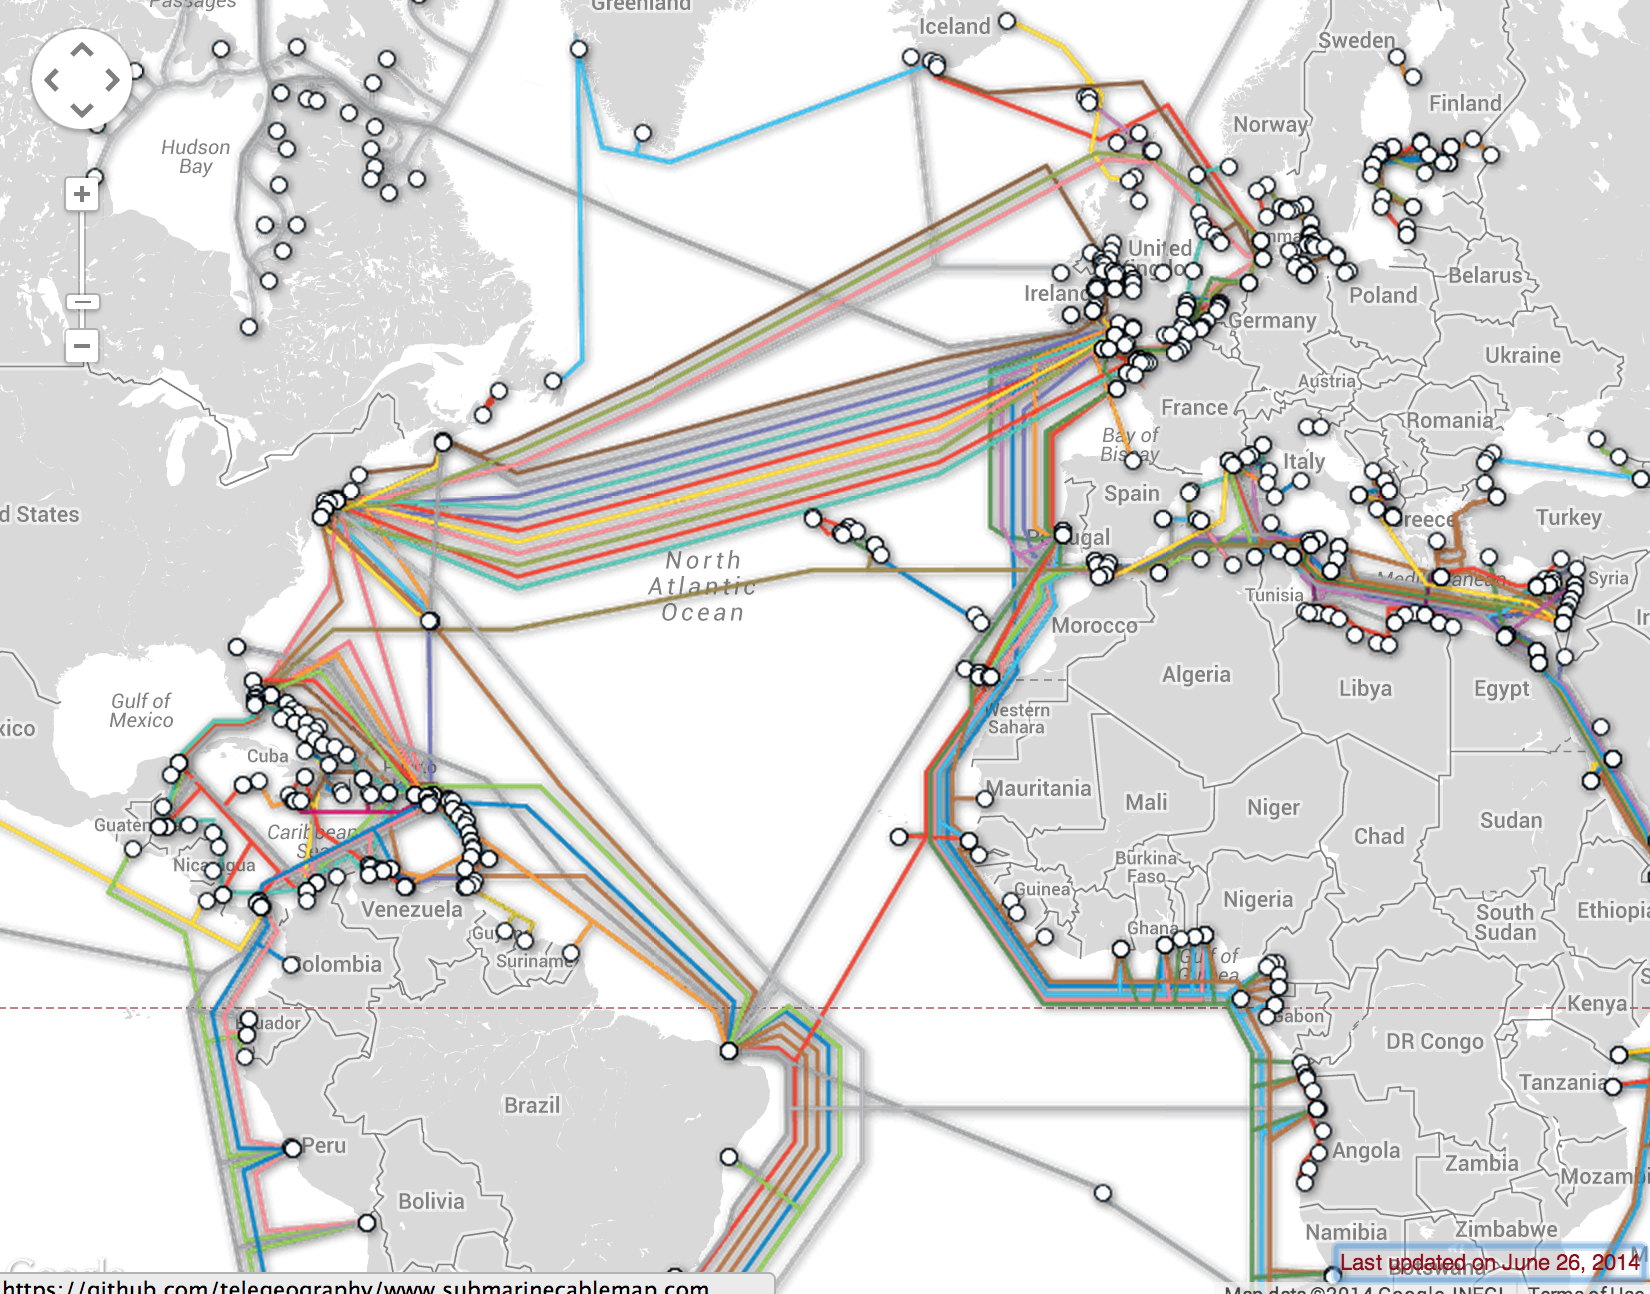 Passages
Greenland
Iceland
Sweden
Finland
Norway
Hudson
Bay
United
Kingdom
Ireland
Belarus
Poland
Germany
Ukraine
Austria
France
Romania
Bay of
Biscay
Italy
Spain
d States
Greece
Turkey
Portugal
North
Atlantic
Ocean
Mediterranean
Syria
Tunisia
Morocco
Algeria
Libya
Egypt
Gulf of
Mexico
Western
Sahara
xico
Cuba
Puerto
Mauritania
Mali
Niger
Sudan
Chad
Guatem
Caribbean
Sea
Nicaragua
Burkina
Faso
Guinea
Nigeria
Venezuela
Ghana
South
Sudan
Ethiopia
Guyana
Suriname
Gulf of
Guinea
Colombia
Kenya
Ecuador
Gabon
DR Congo
Tanzania
Brazil
Peru
Angola
Zambia
Mozambi
Bolivia
Namibia
Zimbabwe
Last updated on June 26, 2014
Botswana
Google
https://github.com/telegeography/www.submarinecablemap.com
Map data ©2014 Google, INEGI
Terms of Use